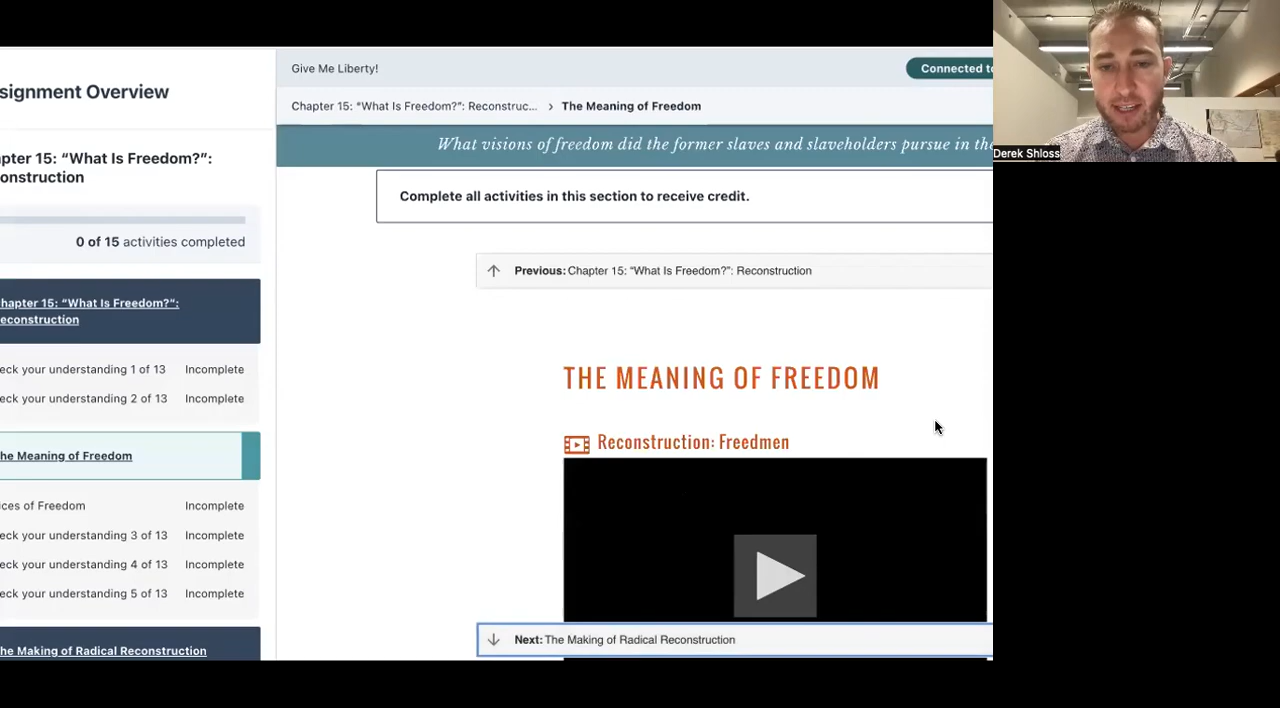 signment Overview
apter 15: “What Is Freedom?”:
onstruction
0 of 15 activities completed
hapter 15: “What Is Freedom?”:
econstruction
eck your understanding 1 of 13 Incomplete
eck your understanding 2 of 13 Incomplete
he Meaning of Freedom
ices of Freedom Incomplete
eck your understanding 3 of 13 Incomplete
eck your understanding 4 of 13 Incomplete
eck your understanding 5 of 13 Incomplete
he Making of Radical Reconstruction
Give Me Liberty!
Connected to
Chapter 15: “What Is Freedom?”: Reconstruc... › The Meaning of Freedom
What visions of freedom did the former slaves and slaveholders pursue in the
Complete all activities in this section to receive credit.
Previous: Chapter 15: “What Is Freedom?”: Reconstruction
THE MEANING OF FREEDOM
Reconstruction: Freedmen
Next: The Making of Radical Reconstruction
Derek Shloss